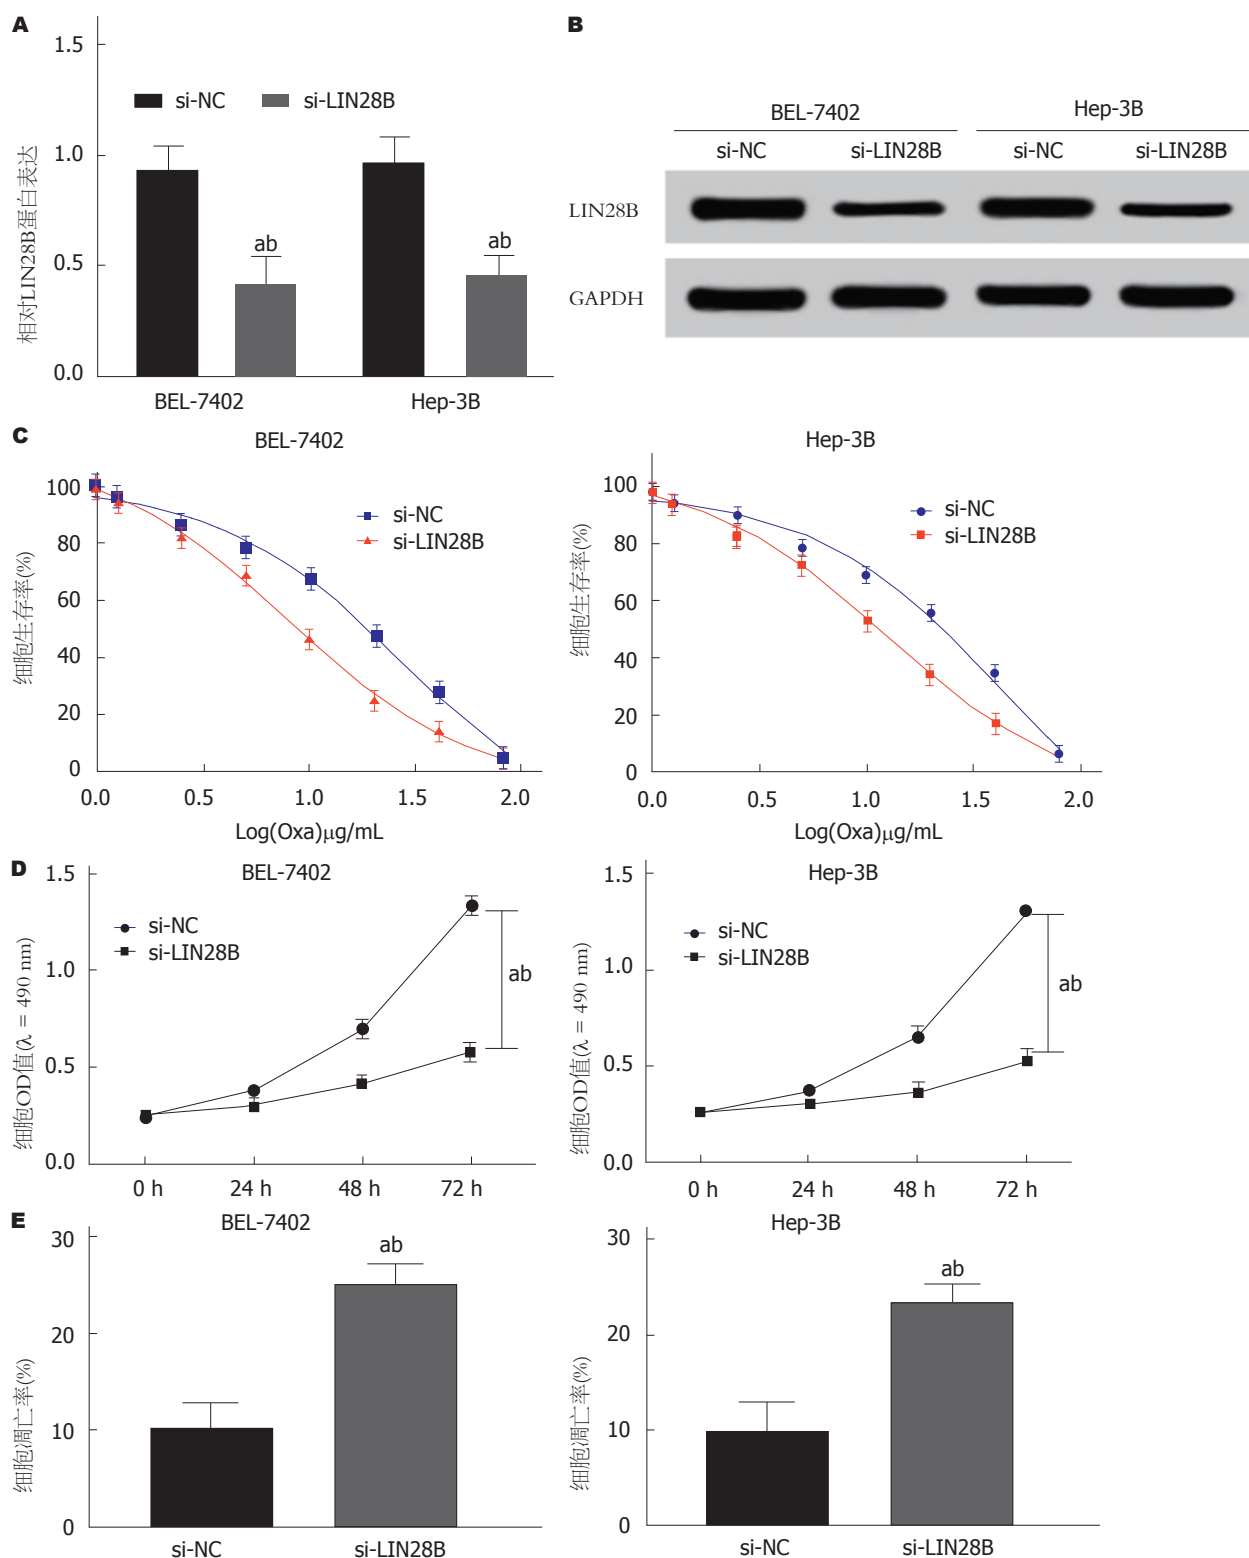 A
1.5
1.0
0.5
0.0
相对LIN28B蛋白表达
si-NC si-LIN28B
ab
ab
BEL-7402 Hep-3B
B
BEL-7402 Hep-3B
si-NC si-LIN28B si-NC si-LIN28B
LIN28B
GAPDH
C
BEL-7402
100
80
60
40
20
0
细胞生存率(%)
si-NC
si-LIN28B
0.0 0.5 1.0 1.5 2.0
Log(Oxa)μg/mL
Hep-3B
100
80
60
40
20
0
细胞生存率(%)
si-NC
si-LIN28B
0.0 0.5 1.0 1.5 2.0
Log(Oxa)μg/mL
D
BEL-7402
1.5
1.0
0.5
0.0
细胞OD值(λ = 490 nm)
si-NC
si-LIN28B
ab
0 h 24 h 48 h 72 h
Hep-3B
1.5
1.0
0.5
0.0
细胞OD值(λ = 490 nm)
si-NC
si-LIN28B
ab
0 h 24 h 48 h 72 h
E
BEL-7402
30
20
10
0
细胞凋亡率(%)
ab
si-NC si-LIN28B
Hep-3B
30
20
10
0
细胞凋亡率(%)
ab
si-NC si-LIN28B